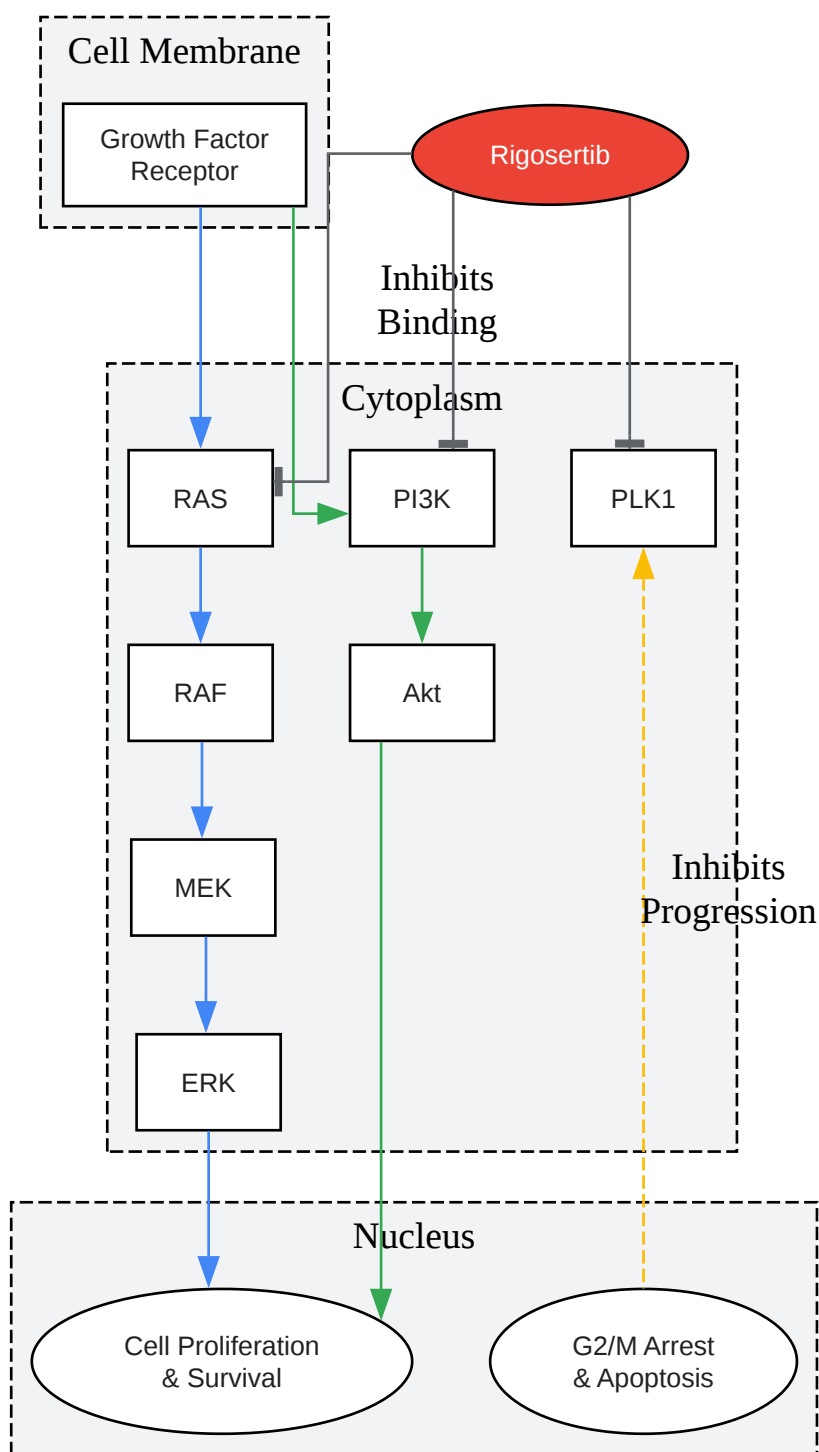 Cell Membrane
Growth Factor
Receptor
Rigosertib
Inhibits
Binding
Cytoplasm
RAS
PI3K
PLK1
RAF
Akt
MEK
Inhibits
Progression
ERK
Nucleus
Cell Proliferation
& Survival
G2/M Arrest
& Apoptosis